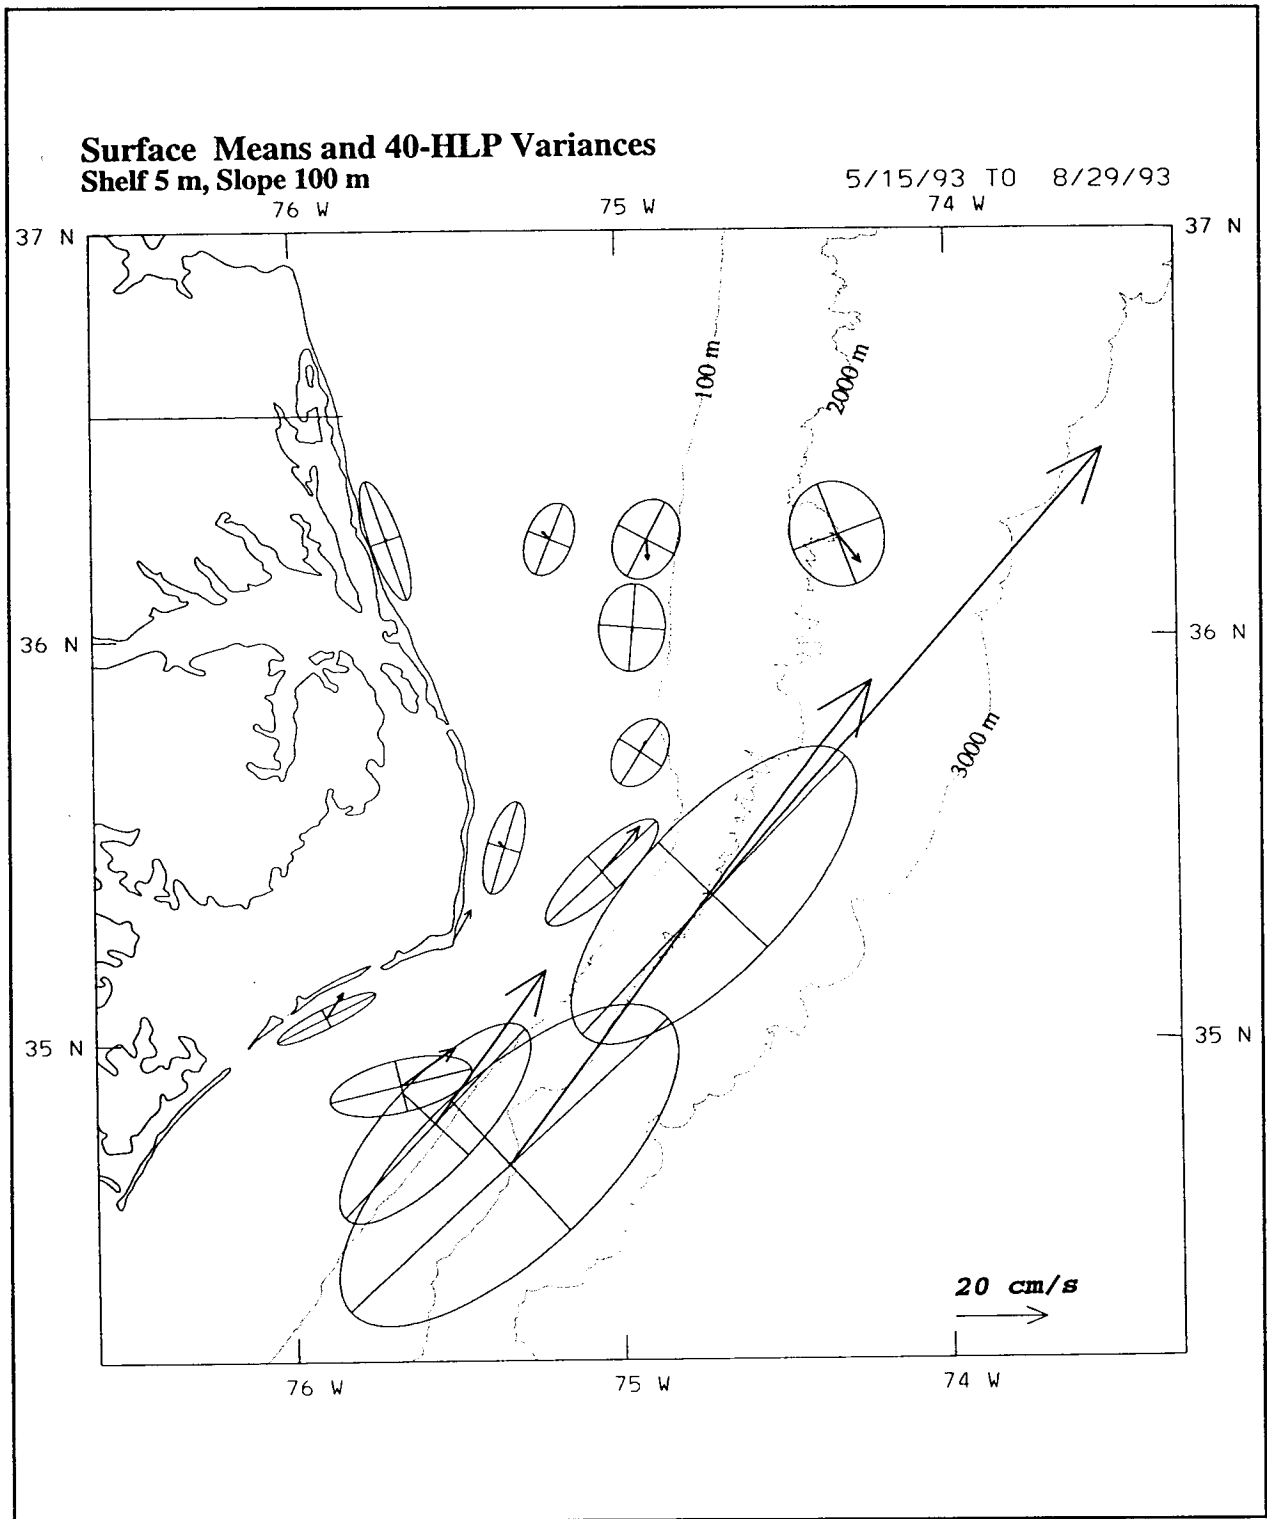 Surface Means and 40-HLP Variances
Shelf 5 m, Slope 100 m
5/15/93 TO 8/29/93
76 W
75 W
74 W
37 N
37 N
100 m
2000 m
36 N
36 N
3000 m
35 N
35 N
20 cm/s
76 W
75 W
74 W